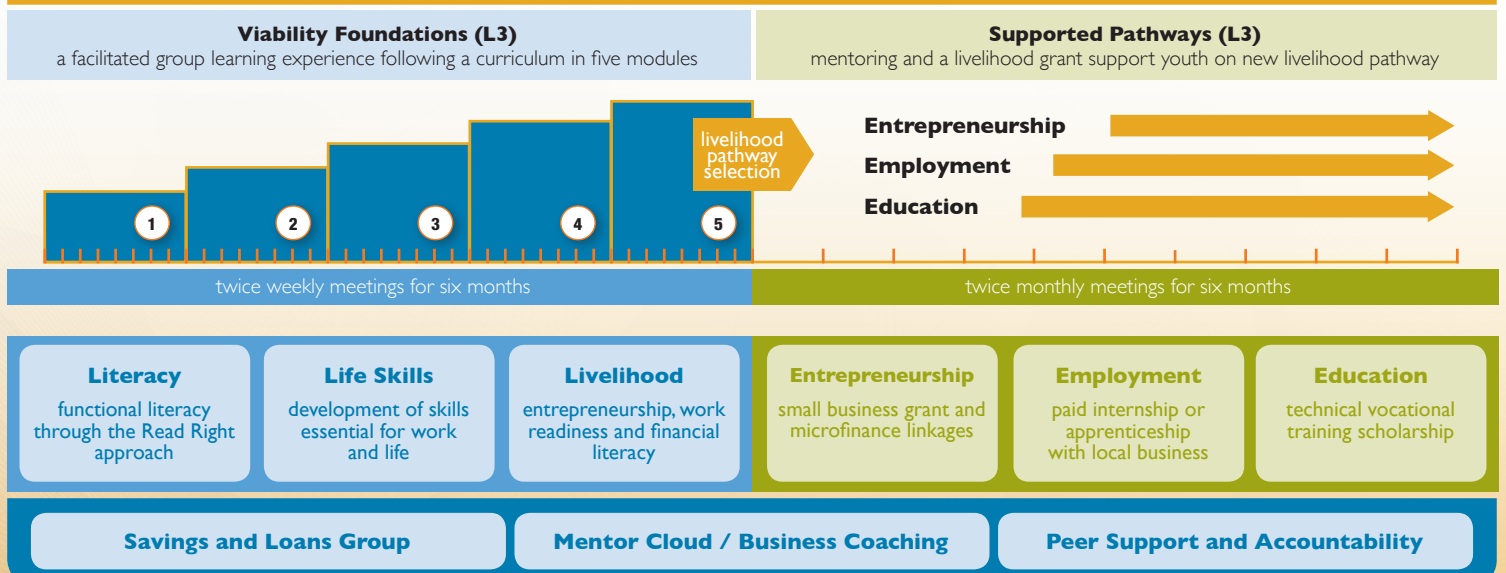 Viability Foundations (L3)
a facilitated group learning experience following a curriculum in five modules
Supported Pathways (L3)
mentoring and a livelihood grant support youth on new livelihood pathway
1
2
3
4
5
livelihood
pathway
selection
Entrepreneurship
Employment
Education
twice weekly meetings for six months
twice monthly meetings for six months
Literacy
functional literacy
through the Read Right
approach
Life Skills
development of skills
essential for work
and life
Livelihood
entrepreneurship, work
readiness and financial
literacy
Entrepreneurship
small business grant and
microfinance linkages
Employment
paid internship or
apprenticeship
with local business
Education
technical vocational
training scholarship
Savings and Loans Group
Mentor Cloud / Business Coaching
Peer Support and Accountability